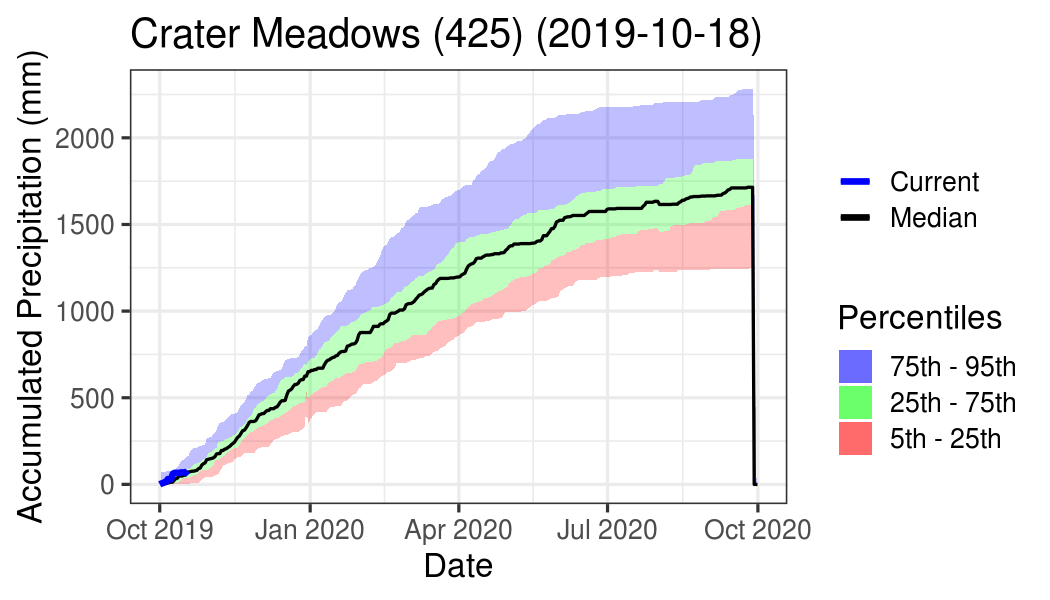 Crater Meadows (425) (2019-10-18)
Accumulated Precipitation (mm)
2000
1500
1000
500
0
Oct 2019
Jan 2020
Apr 2020
Jul 2020
Oct 2020
Date
Current
Median
Percentiles
75th - 95th
25th - 75th
5th - 25th